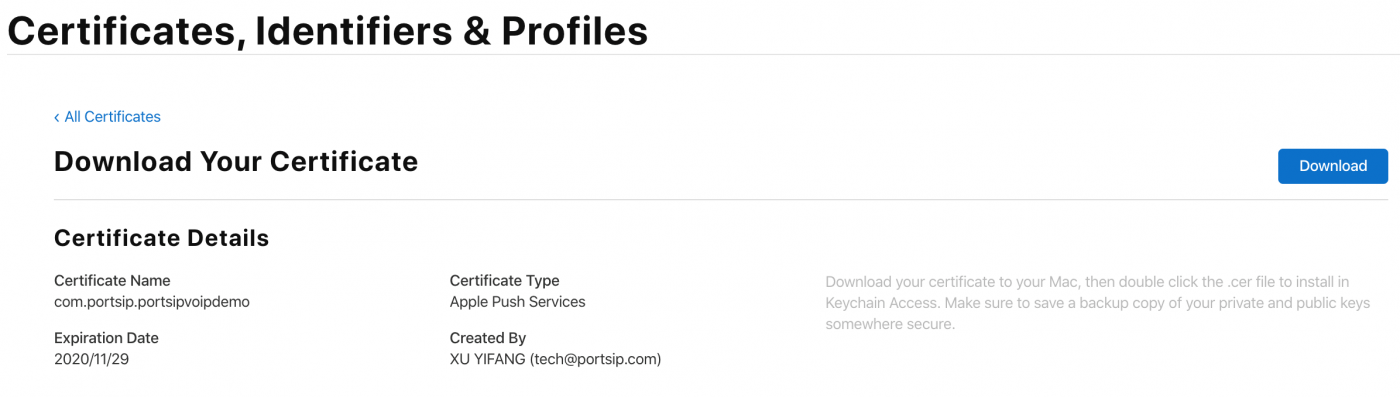 Certificates, Identifiers & Profiles
‹ All Certificates
Download Your Certificate
Download
Certificate Details
Certificate Name
com.portsip.portsipvoipdemo
Certificate Type
Apple Push Services
Download your certificate to your Mac, then double click the .cer file to install in
Keychain Access. Make sure to save a backup copy of your private and public keys
somewhere secure.
Expiration Date
2020/11/29
Created By
XU YIFANG (tech@portsip.com)